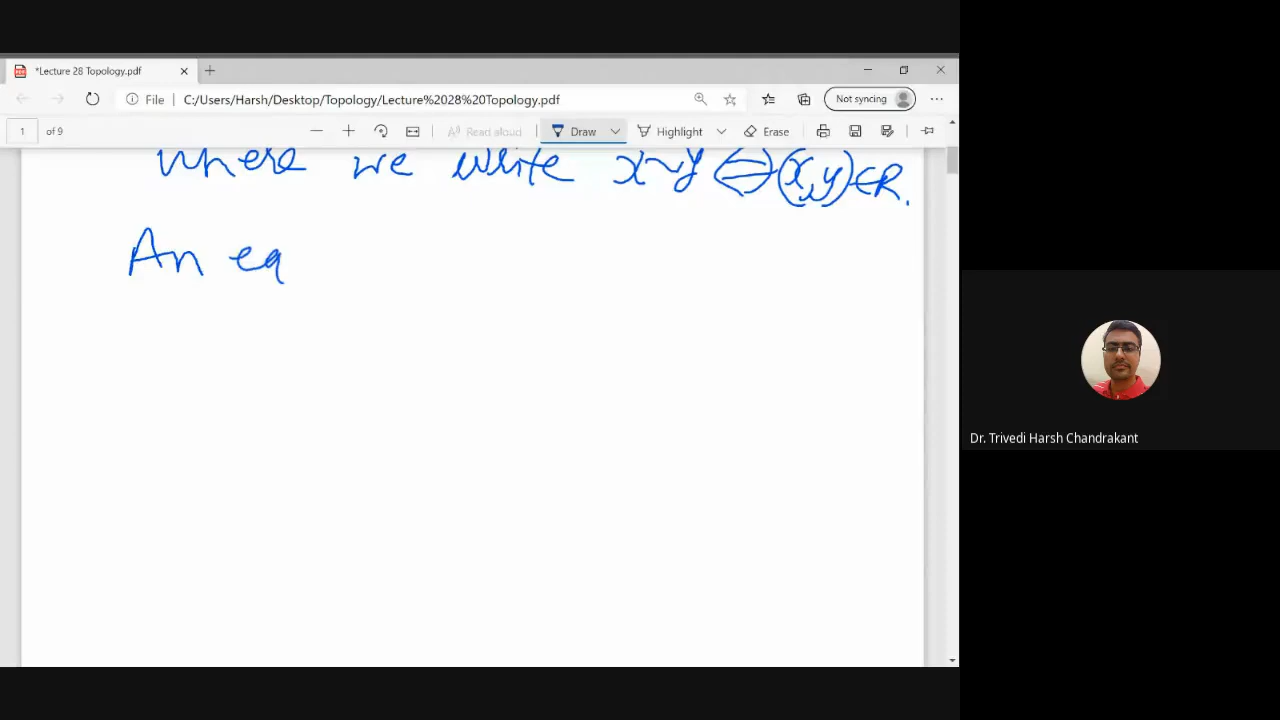 *Lecture 28 Topology.pdf
File | C:/Users/Harsh/Desktop/Topology/Lecture%2028%20Topology.pdf
Not syncing
1 of 9
Read aloud
Draw
Highlight
Erase
where we write x~y ⇔ (x,y)∈R.
An eq
Dr. Trivedi Harsh Chandrakant